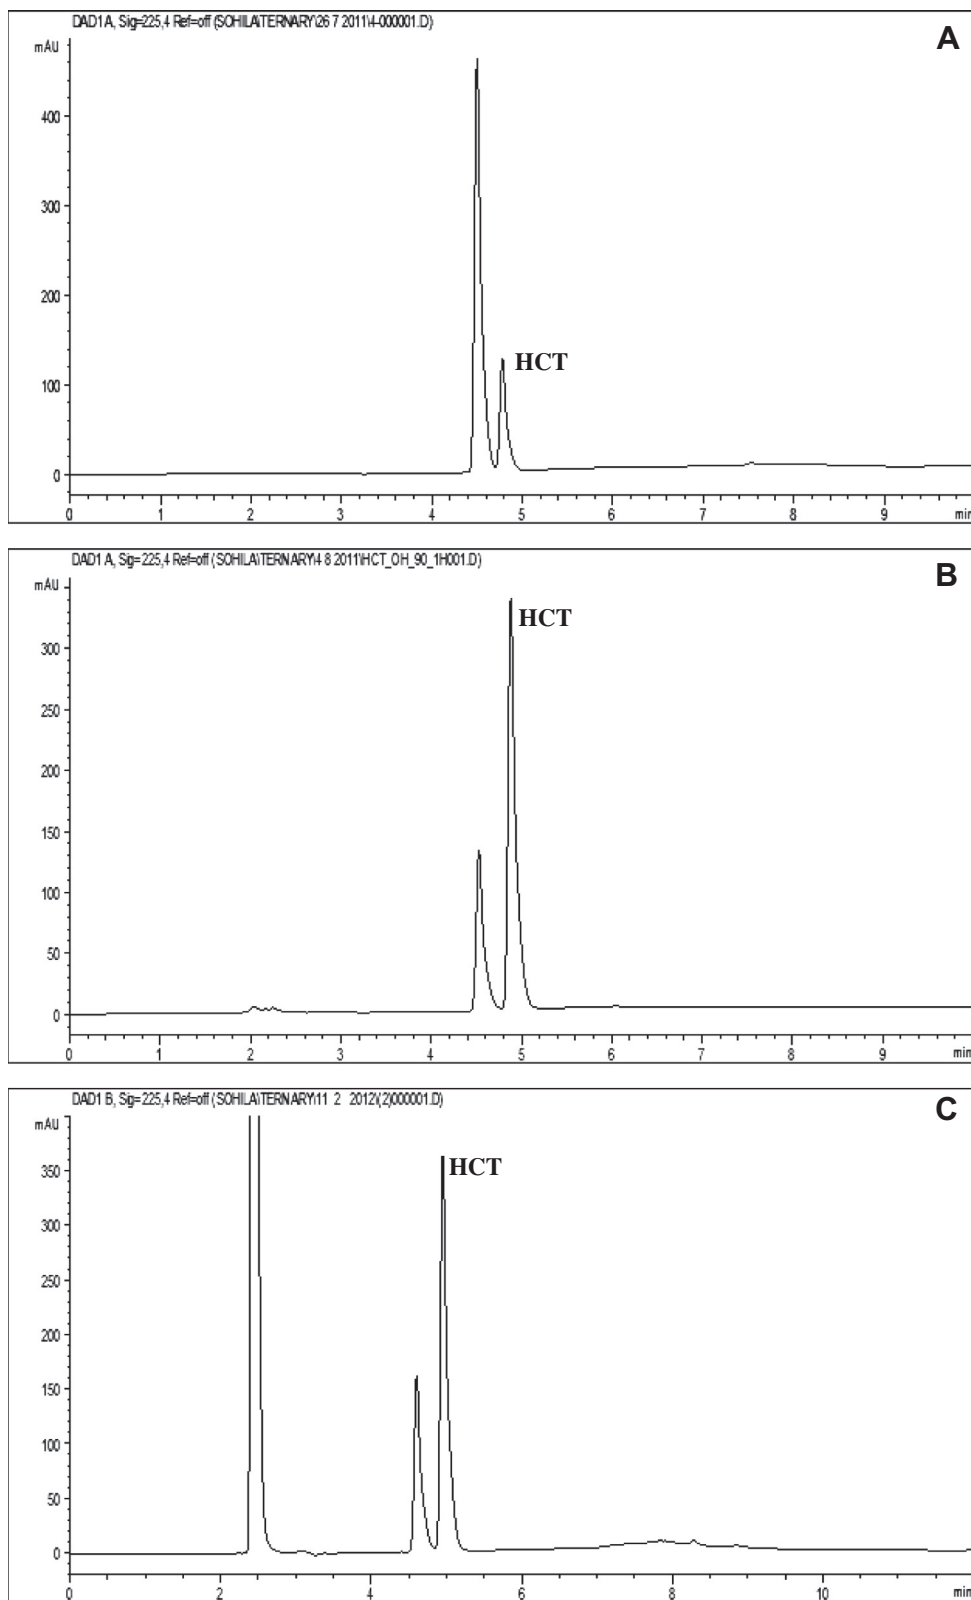 DAD1 A, Sig=225,4 Ref=off (SOHILA\TERNARY\26 7 2011\4-000001.D)
A
mAU
400
300
200
100
0
HCT
0 1 2 3 4 5 6 7 8 9 min
DAD1 A, Sig=225,4 Ref=off (SOHILA\TERNARY\4 8 2011\HCT_OH_90_1H001.D)
B
mAU
300
250
200
150
100
50
0
HCT
0 1 2 3 4 5 6 7 8 9 min
DAD1 B, Sig=225,4 Ref=off (SOHILA\TERNARY\11 2 2012\(2)000001.D)
C
mAU
350
300
250
200
150
100
50
0
HCT
0 2 4 6 8 10 min